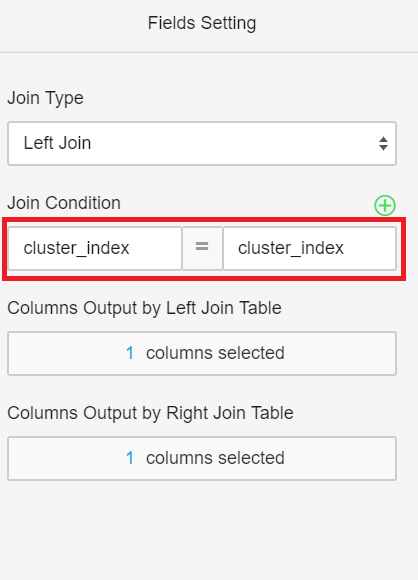 Fields Setting
Join Type
Left Join
Join Condition
cluster_index = cluster_index
Columns Output by Left Join Table
1 columns selected
Columns Output by Right Join Table
1 columns selected